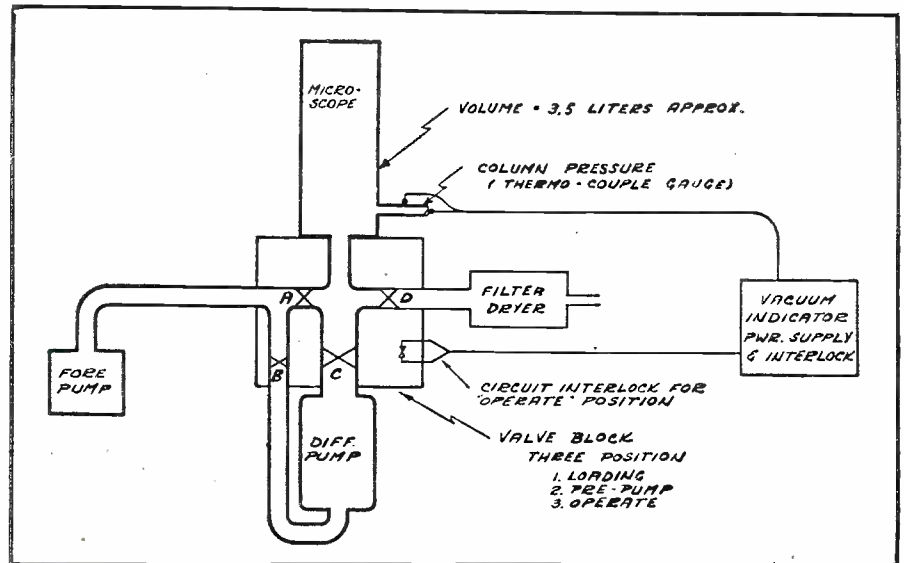 MICRO-
SCOPE
VOLUME = 3.5 LITERS APPROX.
COLUMN PRESSURE
(THERMO-COUPLE GAUGE)
A
D
FILTER
DRYER
VACUUM
INDICATOR
PWR. SUPPLY
& INTERLOCK
FORE
PUMP
B
C
CIRCUIT INTERLOCK FOR
"OPERATE" POSITION
DIFF.
PUMP
VALVE BLOCK
THREE POSITION
1. LOADING
2. PRE-PUMP
3. OPERATE